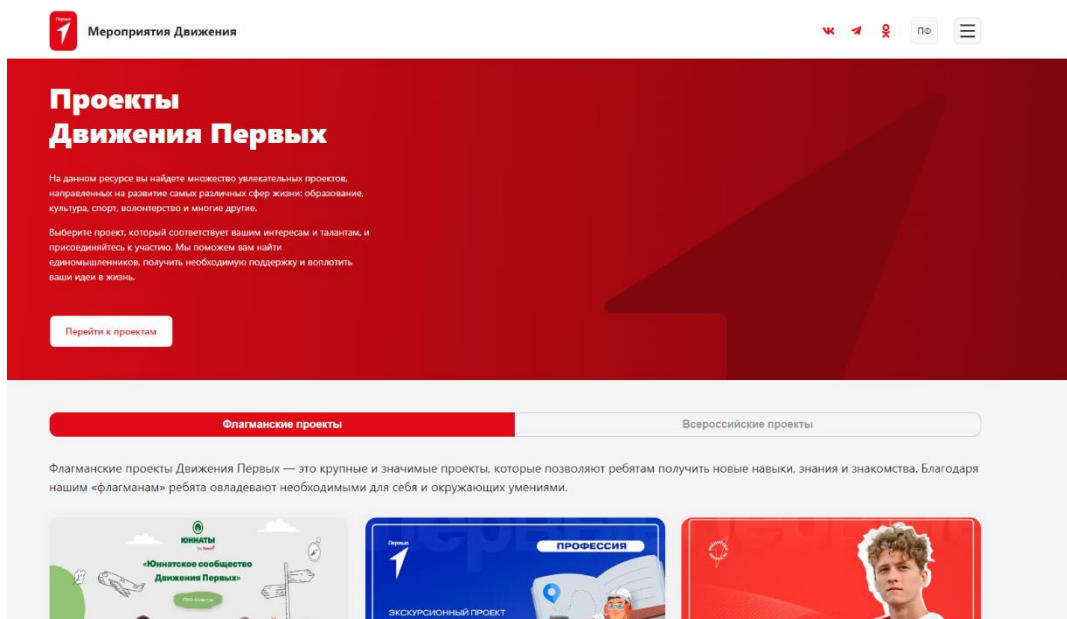 Первые
Мероприятия Движения
ПФ
Проекты
Движения Первых
На данном ресурсе вы найдете множество увлекательных проектов,
направленных на развитие самых различных сфер жизни: образование,
культура, спорт, волонтерство и многие другие.
Выберите проект, который соответствует вашим интересам и талантам, и
присоединяйтесь к участию. Мы поможем вам найти
единомышленников, получить необходимую поддержку и воплотить
ваши идеи в жизнь.
Перейти к проектам
Флагманские проекты
Всероссийские проекты
Флагманские проекты Движения Первых — это крупные и значимые проекты, которые позволяют ребятам получить новые навыки, знания и знакомства. Благодаря
нашим «флагманам» ребята овладевают необходимыми для себя и окружающих умениями.
ЮННАТЫ
«Юннатское сообщество
Движения Первых»
Первые
ПРОФЕССИЯ
ЭКСКУРСИОННЫЙ ПРОЕКТ